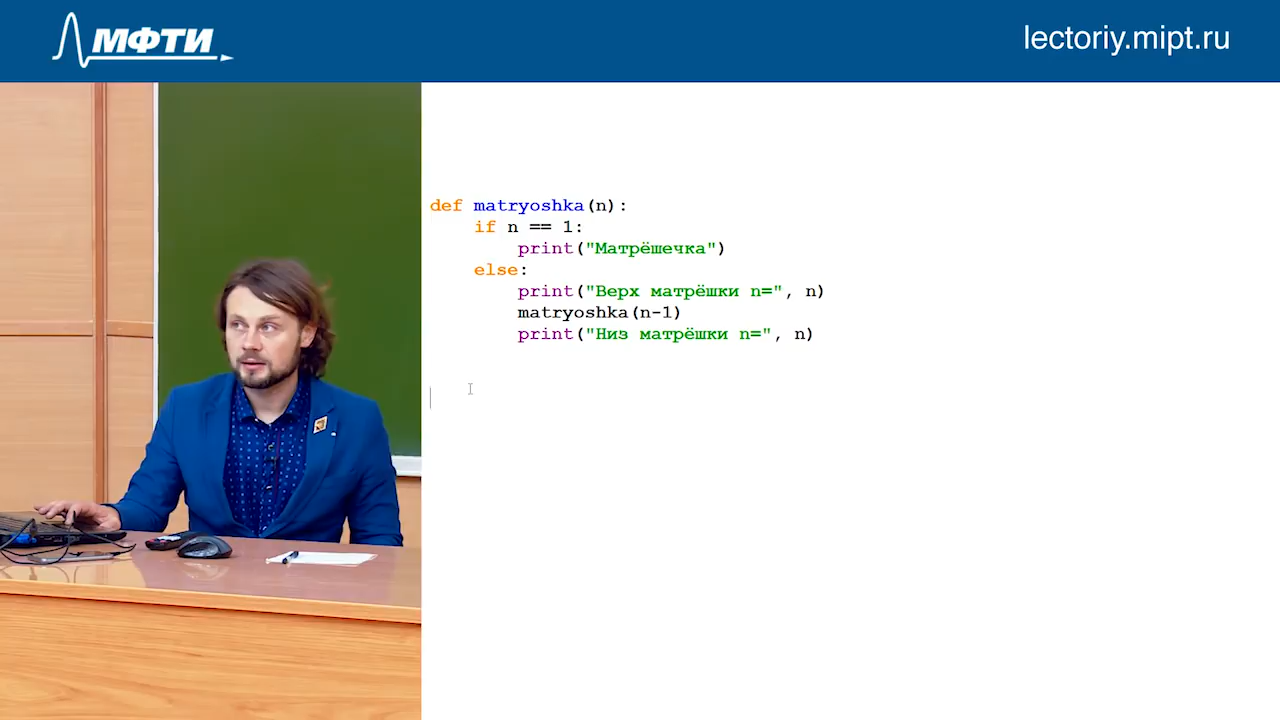 МФТИ
lectoriy.mipt.ru
def matryoshka(n):
    if n == 1:
        print("Матрёшечка")
    else:
        print("Верх матрёшки n=", n)
        matryoshka(n-1)
        print("Низ матрёшки n=", n)